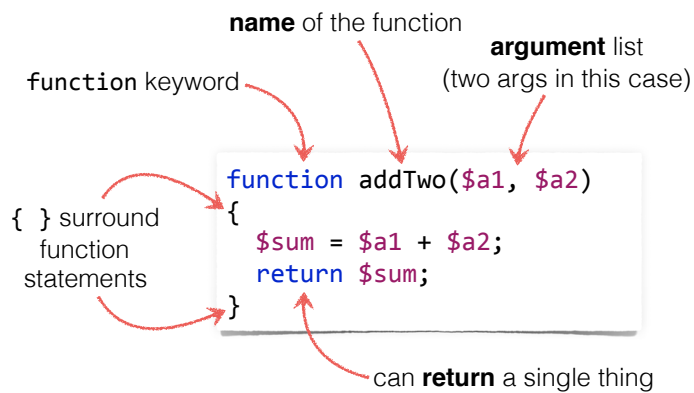 name of the function
argument list
(two args in this case)
function keyword
function addTwo($a1, $a2)
{
$sum = $a1 + $a2;
return $sum;
}
{ } surround
function
statements
can return a single thing